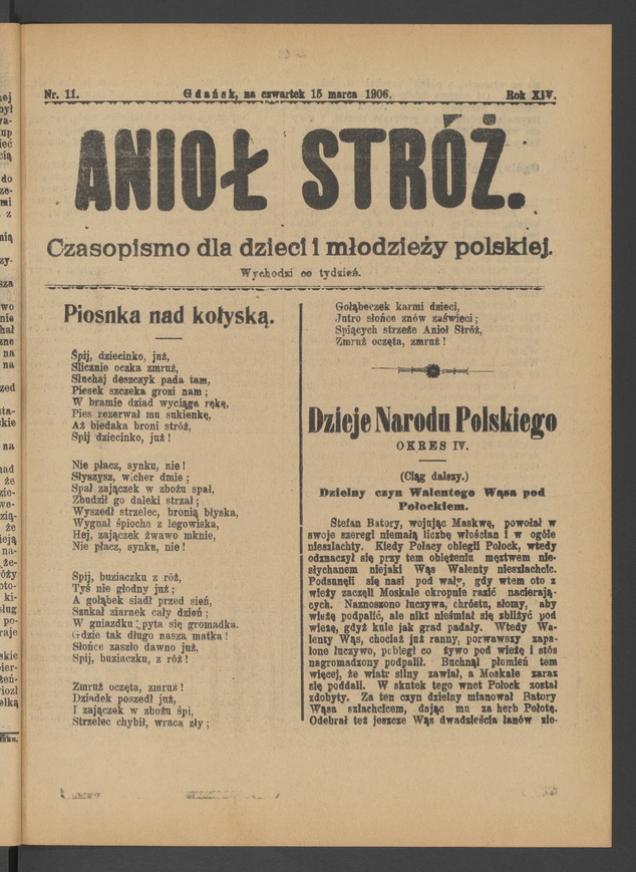 Nr. 11.
Gdańsk, na czwartek 15 marca 1906.
Rok XIV.
ANIOŁ STRÓŻ.
Czasopismo dla dzieci i młodzieży polskiej.
Wychodzi co tydzień.
Piosnka nad kołyską.
Śpij, dziecinko, już,
Slicznie oczka zmruż,
Słuchaj deszczyk pada tam,
Piesek szczeka grozi nam;
W bramie dziad wyciąga rękę,
Pies rozerwał mu sukienkę,
Aż biedaka broni stróż,
Spij dziecinko, już!
Nie płacz, synku, nie!
Słyszysz, wicher dmie;
Spał zajączek w zbożu spał,
Zbudził go daleki strzał;
Wyszedł strzelec, bronią błyska,
Wygnał śpiocha z legowiska,
Hej, zajączek żwawo mknie,
Nie płacz, synku, nie!
Spij, buziaczku z róż,
Tyś nie głodny już;
A gołąbek siadł przed sień,
Szukał ziarnek cały dzień;
W gniazdku pyta się gromadka.
Gdzie tak długo nasza matka!
Słońce zaszło dawno już,
Spij, buziaczku, z róż!
Zmruż oczęta, zmruż!
Dziadek poszedł już,
I zajączek w zbożu śpi,
Strzelec chybił, wraca zły;
Gołąbeczek karmi dzieci,
Jutro słońce znów zaświeci;
Spiących strzeże Anioł Stróż,
Zmruż oczęta, zmruż!
Dzieje Narodu Polskiego
OKRES IV.
(Ciąg dalszy.)
Dzielny czyn Walentego Wąsa pod
Połockiem.
Stefan Batory, wojując Maskwę, powołał w
swoje szeregi niemałą liczbę włościan i w ogóle
nieszlachty. Kiedy Polacy oblegli Połock, wtedy
odznaczył się przy tem oblężeniu męztwem nie-
słychanem niejaki Wąs Walenty nieszlachcic.
Podsunęli się nasi pod wały, gdy wtem oto z
wieży zaczęli Moskale okropnie razić nacierają-
cych. Naznoszono łuczywa, chróstu, słomy, aby
wieżę podpalić, ale nikt nieśmiał się zbliżyć pod
wieżę, gdyż kule jak grad padały. Wtedy Wa-
lenty Wąs, chociaż już ranny, porwawszy zapa-
lone łuczywo, pobiegł co żywo pod wieżę i stós
nagromadzony podpalił. Buchnął płomień tem
więcej, że wiatr silny zawiał, a Moskale zaraz
się poddali. W skutek tego wnet Połock został
zdobyty. Za ten czyn dzielny mianował Batory
Wąsa szlachcicem, dając mu za herb Połotę.
Odebrał też jeszcze Wąs dwadzieścia łanów zie-